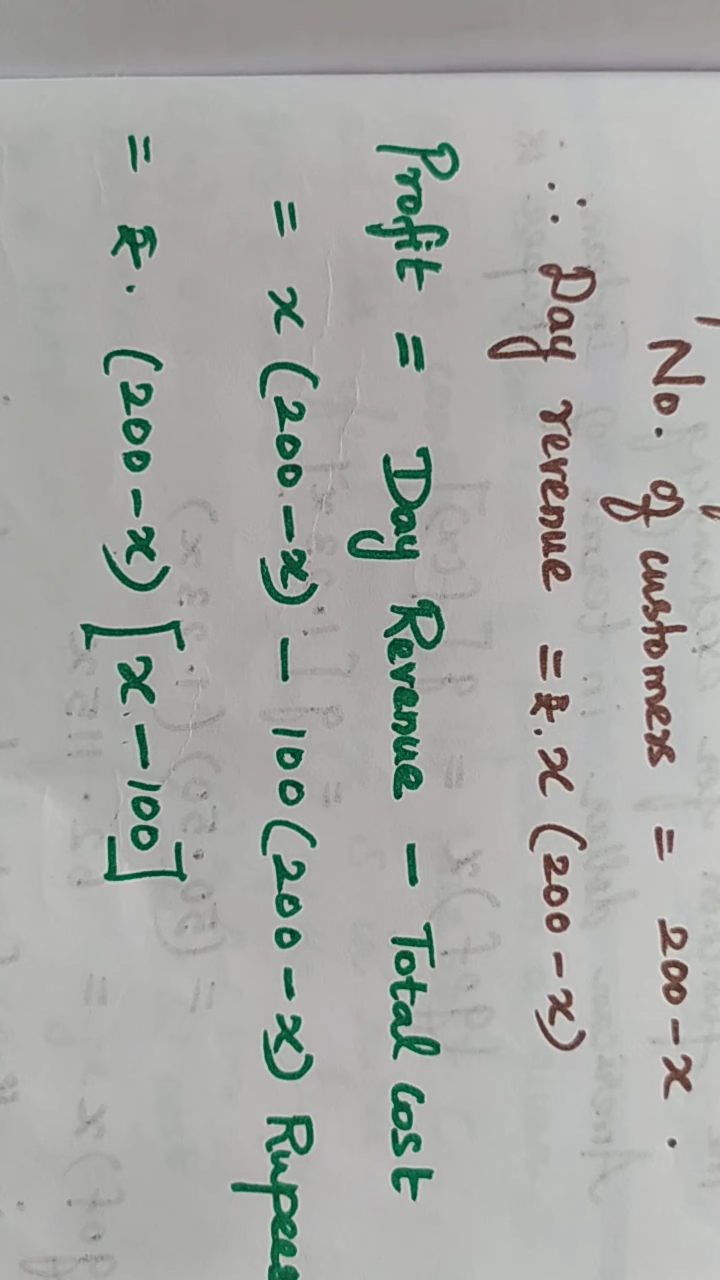 No. of customers = 200 - x.
∴ Day revenue = ₹. x (200 - x)
Profit = Day Revenue - Total cost
= x (200 - x) - 100 (200 - x) Rupees
= ₹. (200 - x) [x - 100]